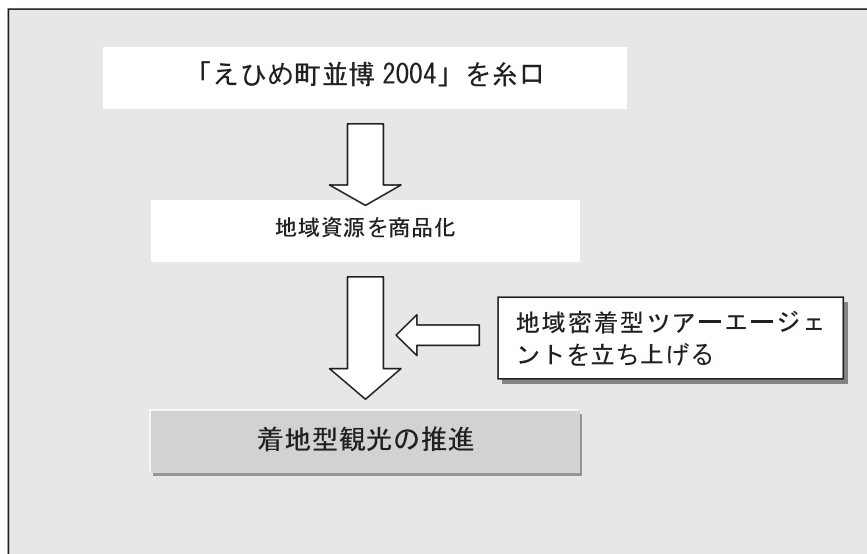 「えひめ町並博 2004」を糸口
地域資源を商品化
地域密着型ツアーエージェ
ントを立ち上げる
着地型観光の推進